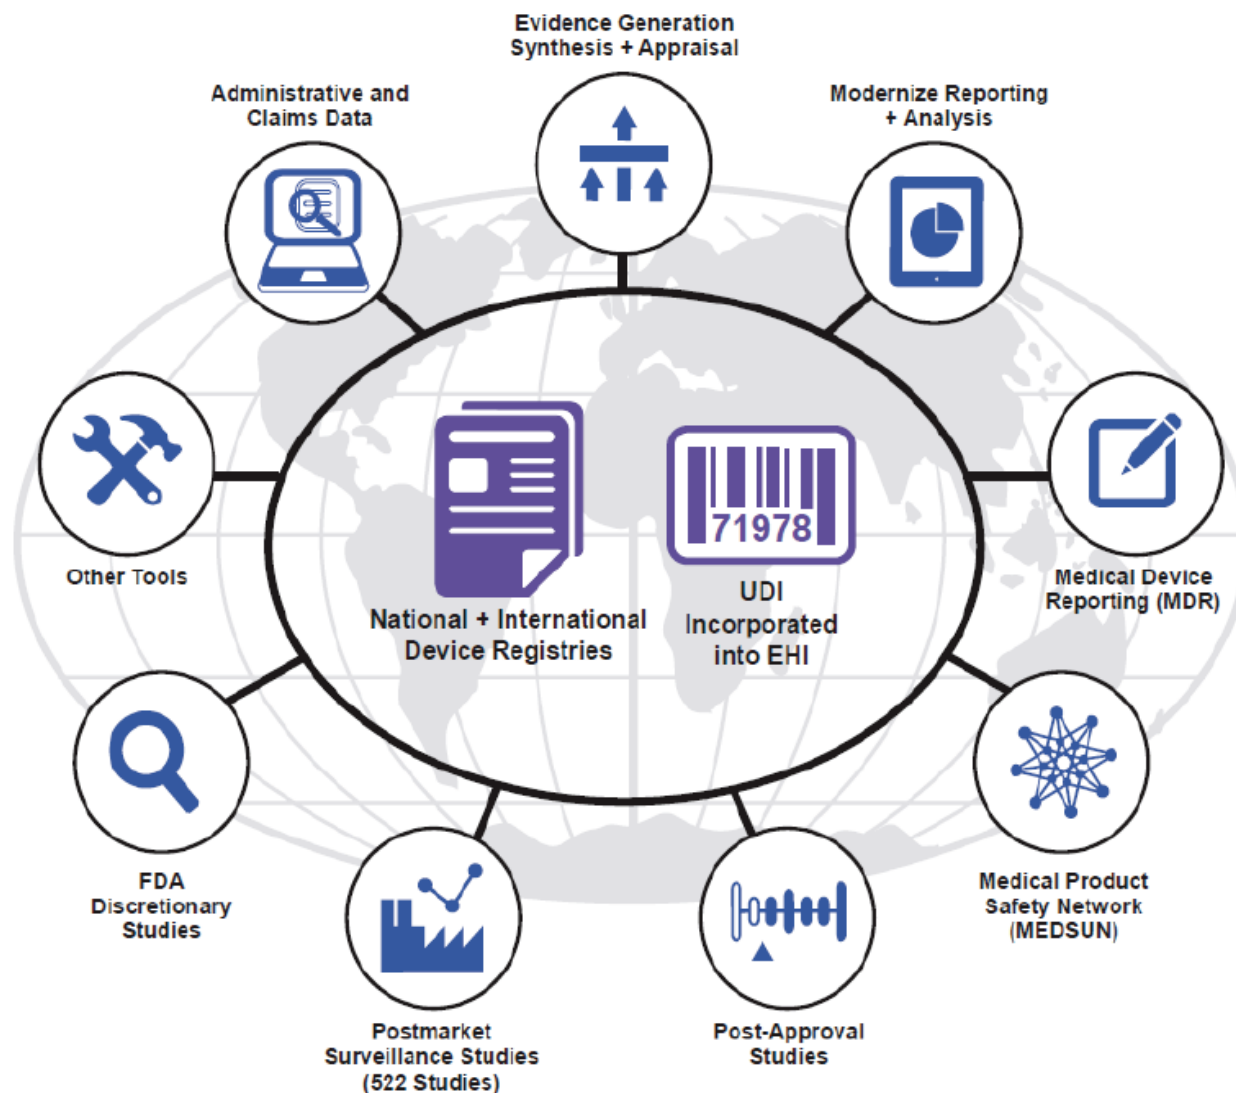 Evidence Generation
Synthesis + Appraisal
Administrative and
Claims Data
Modernize Reporting
+ Analysis
Other Tools
71978
National + International
Device Registries
UDI
Incorporated
into EHI
Medical Device
Reporting (MDR)
FDA
Discretionary
Studies
Medical Product
Safety Network
(MEDSUN)
Postmarket
Surveillance Studies
(522 Studies)
Post-Approval
Studies